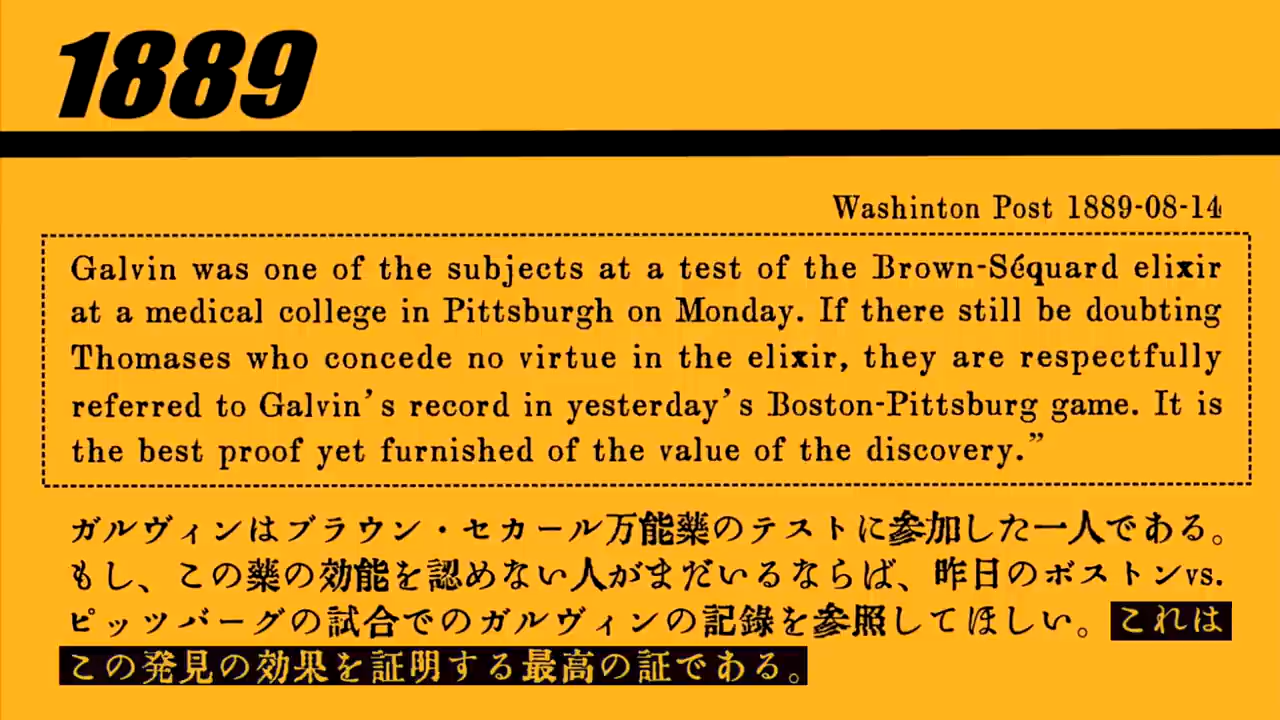 1889
Washinton Post 1889-08-14
Galvin was one of the subjects at a test of the Brown-Séquard elixir
at a medical college in Pittsburgh on Monday. If there still be doubting
Thomases who concede no virtue in the elixir, they are respectfully
referred to Galvin's record in yesterday's Boston-Pittsburg game. It is
the best proof yet furnished of the value of the discovery.”
ガルヴィンはブラウン・セカール万能薬のテストに参加した一人である。
もし、この薬の効能を認めない人がまだいるならば、昨日のボストンvs.
ピッツバーグの試合でのガルヴィンの記録を参照してほしい。これは
この発見の効果を証明する最高の証である。